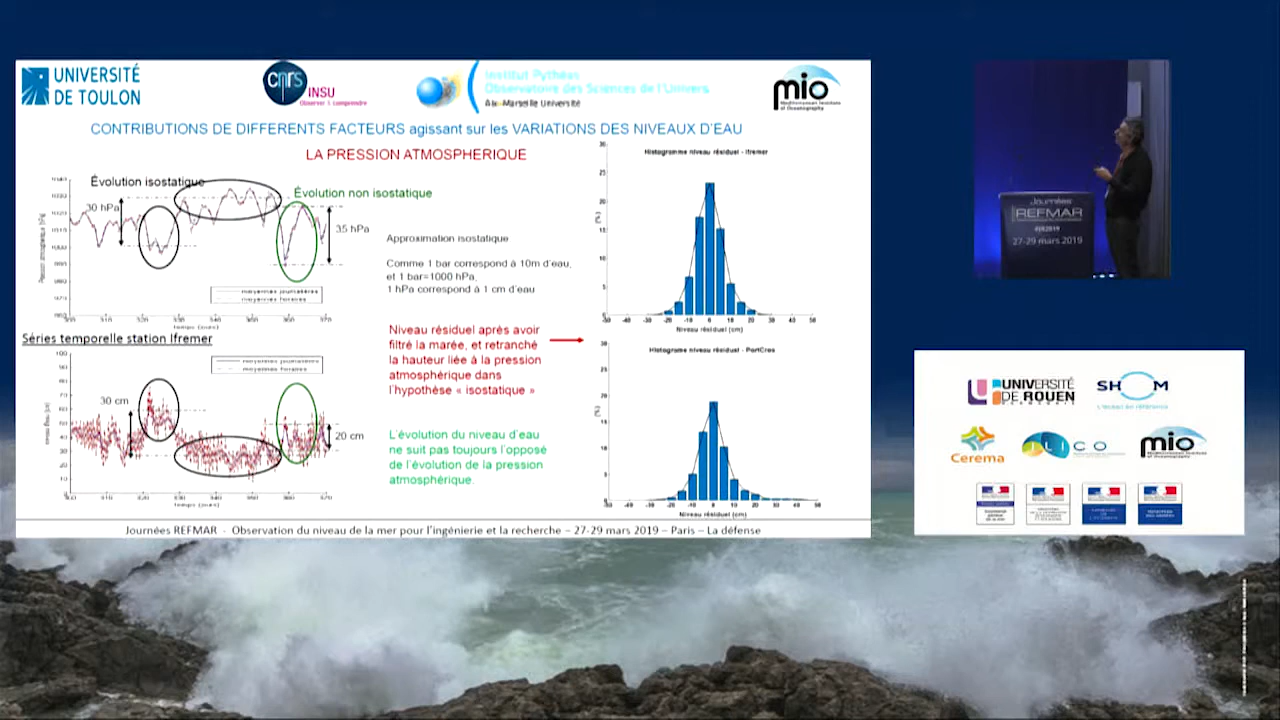 UNIVERSITÉ
DE TOULON
cnrs
INSU
Observer & comprendre
Institut Pythéas
Observatoire des Sciences de l'Univers
Aix-Marseille Université
mio
Mediterranean Institute
of Oceanography
CONTRIBUTIONS DE DIFFERENTS FACTEURS agissant sur les VARIATIONS DES NIVEAUX D'EAU
LA PRESSION ATMOSPHERIQUE
Évolution isostatique
Évolution non isostatique
30 hPa
35 hPa
moyennes journalières
moyennes horaires
temps (jours)
Approximation isostatique
Comme 1 bar correspond à 10m d'eau,
et 1 bar=1000 hPa,
1 hPa correspond à 1 cm d'eau
Séries temporelle station Ifremer
30 cm
20 cm
moyennes journalières
moyennes horaires
temps (jours)
Niveau résiduel après avoir
filtré la marée, et retranché
la hauteur liée à la pression
atmosphérique dans
l'hypothèse « isostatique »
L'évolution du niveau d'eau
ne suit pas toujours l'opposé
de l'évolution de la pression
atmosphérique.
Histogramme niveau résiduel - Ifremer
Niveau résiduel (cm)
Histogramme niveau résiduel - PortCros
Niveau résiduel (cm)
Journées REFMAR - Observation du niveau de la mer pour l'ingénierie et la recherche – 27-29 mars 2019 – Paris – La défense
Journées
REFMAR
#JR2019
27-29 mars 2019
UNIVERSITÉ
DE ROUEN
SHOM
Cerema
mio